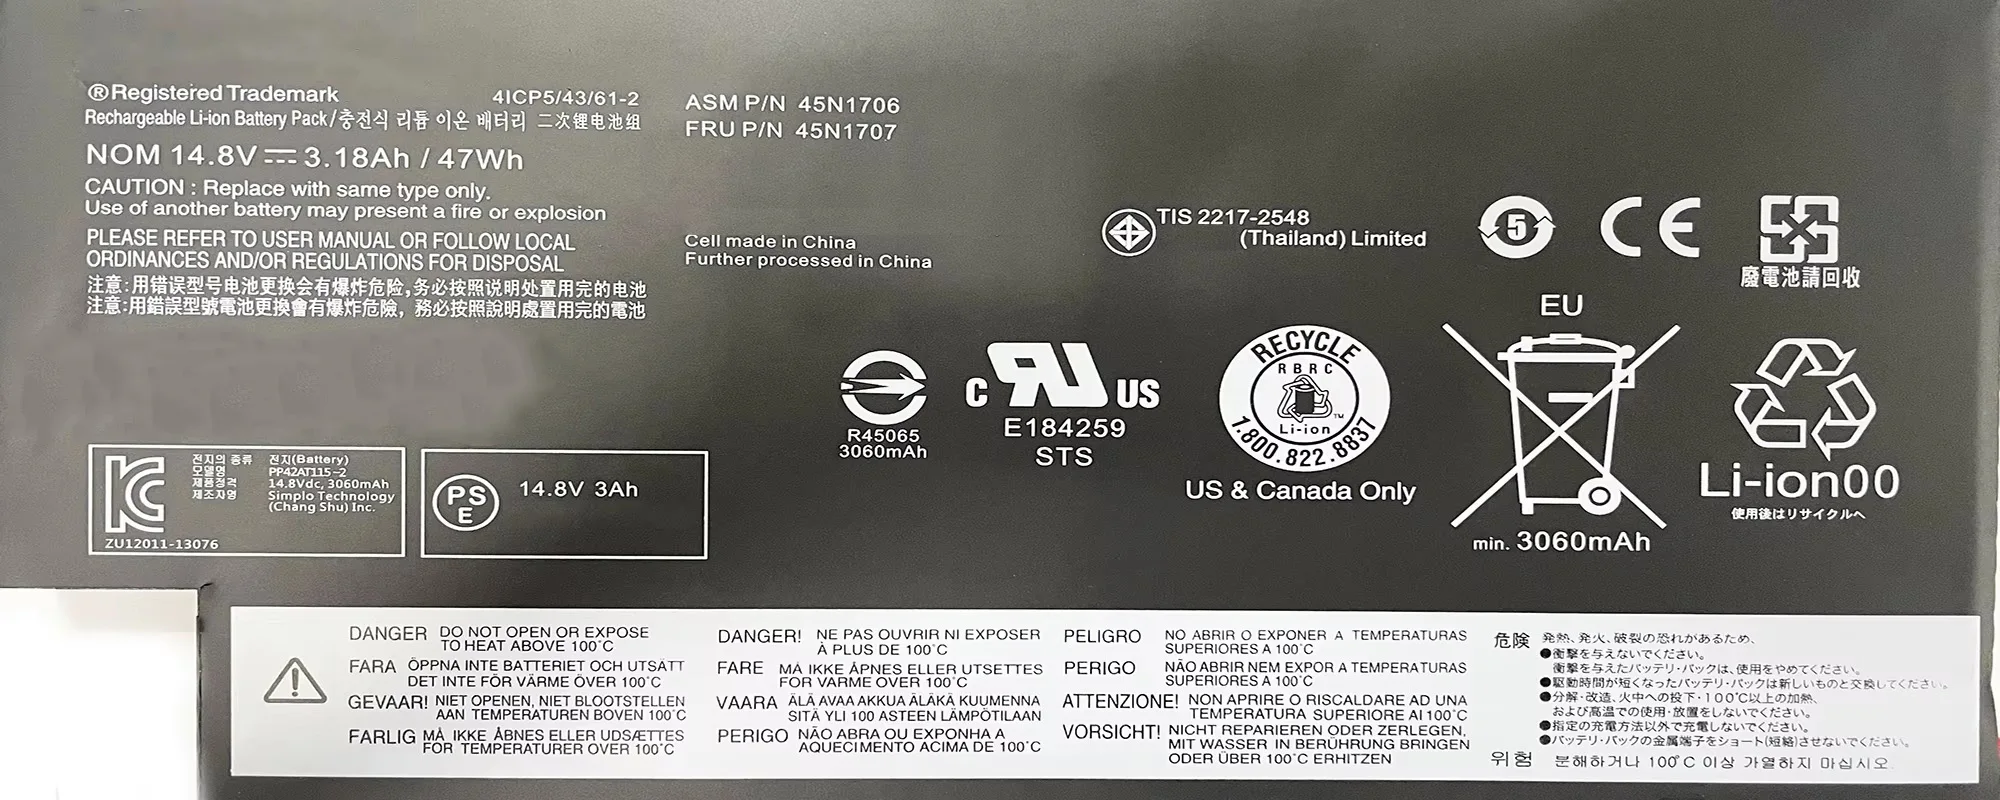 ®Registered Trademark
4ICP5/43/61-2
Rechargeable Li-ion Battery Pack/충전식 리튬 이온 배터리 二次锂电池组
NOM 14.8V⎓3.18Ah / 47Wh
CAUTION : Replace with same type only.
Use of another battery may present a fire or explosion
PLEASE REFER TO USER MANUAL OR FOLLOW LOCAL
ORDINANCES AND/OR REGULATIONS FOR DISPOSAL
注意:用错误型号电池更换会有爆炸危险,务必按照说明处置用完的电池
注意:用錯誤型號電池更換會有爆炸危險，務必按照說明處置用完的電池
ASM P/N 45N1706
FRU P/N 45N1707
Cell made in China
Further processed in China
TIS 2217-2548
(Thailand) Limited
5
CE
廢電池請回收
R45065
3060mAh
C RU US
E184259
STS
RECYCLE
RBRC
TM
Li-ion
1.800.822.8837
US & Canada Only
EU
min. 3060mAh
Li-ion00
使用後はリサイクルへ
KC
전지의 종류 전지(Battery)
모델명 PP42AT115-2
제품정격 14.8Vdc, 3060mAh
제조자명 Simplo Technology
(Chang Shu) Inc.
ZU12011-13076
PS
E
14.8V 3Ah
DANGER DO NOT OPEN OR EXPOSE
TO HEAT ABOVE 100°C
FARA ÖPPNA INTE BATTERIET OCH UTSÄTT
DET INTE FÖR VÄRME ÖVER 100°C
GEVAAR! NIET OPENEN, NIET BLOOTSTELLEN
AAN TEMPERATUREN BOVEN 100°C
FARLIG MÅ IKKE ÅBNES ELLER UDSÆTTES
FOR TEMPERATURER OVER 100°C
DANGER! NE PAS OUVRIR NI EXPOSER
À PLUS DE 100°C
FARE MÅ IKKE ÅPNES ELLER UTSETTES
FOR VARME OVER 100°C
VAARA ÄLÄ AVAA AKKUA ÄLÄKÄ KUUMENNA
SITÄ YLI 100 ASTEEN LÄMPÖTILAAN
PERIGO NÃO ABRA OU EXPONHA A
AQUECIMENTO ACIMA DE 100°C
PELIGRO NO ABRIR O EXPONER A TEMPERATURAS
SUPERIORES A 100°C
PERIGO NÃO ABRIR NEM EXPOR A TEMPERATURAS
SUPERIORES A 100°C
ATTENZIONE! NON APRIRE O RISCALDARE AD UNA
TEMPERATURA SUPERIORE AI 100°C
VORSICHT! NICHT REPARIEREN ODER ZERLEGEN,
MIT WASSER IN BERÜHRUNG BRINGEN
ODER ÜBER 100°C ERHITZEN
危険 発熱、発火、破裂の恐れがあるため、
●衝撃を与えないでください。
衝撃を与えたバッテリ・パックは、使用をやめてください。
●駆動時間が短くなったバッテリ・パックは新しいものと交換してください。
●分解・改造、火中への投下・100℃以上の加熱、
および高温での使用・放置をしないでください。
●指定の充電方法以外で充電しないでください。
●バッテリ・パックの金属端子をショート(短絡)させないでください。
위험 분해하거나 100°C 이상 가열하지 마십시오.